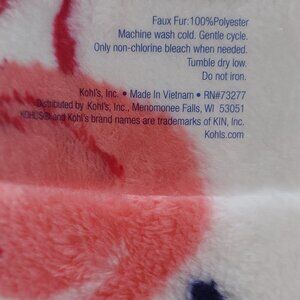 Faux Fur:100%Polyester
Machine wash cold. Gentle cycle.
Only non-chlorine bleach when needed.
Tumble dry low.
Do not iron.
Kohl's, Inc. • Made In Vietnam • RN#73277
Distributed by Kohl's, Inc., Menomonee Falls, WI 53051
KOHL'S® and Kohl's brand names are trademarks of KIN, Inc.
Kohls.com